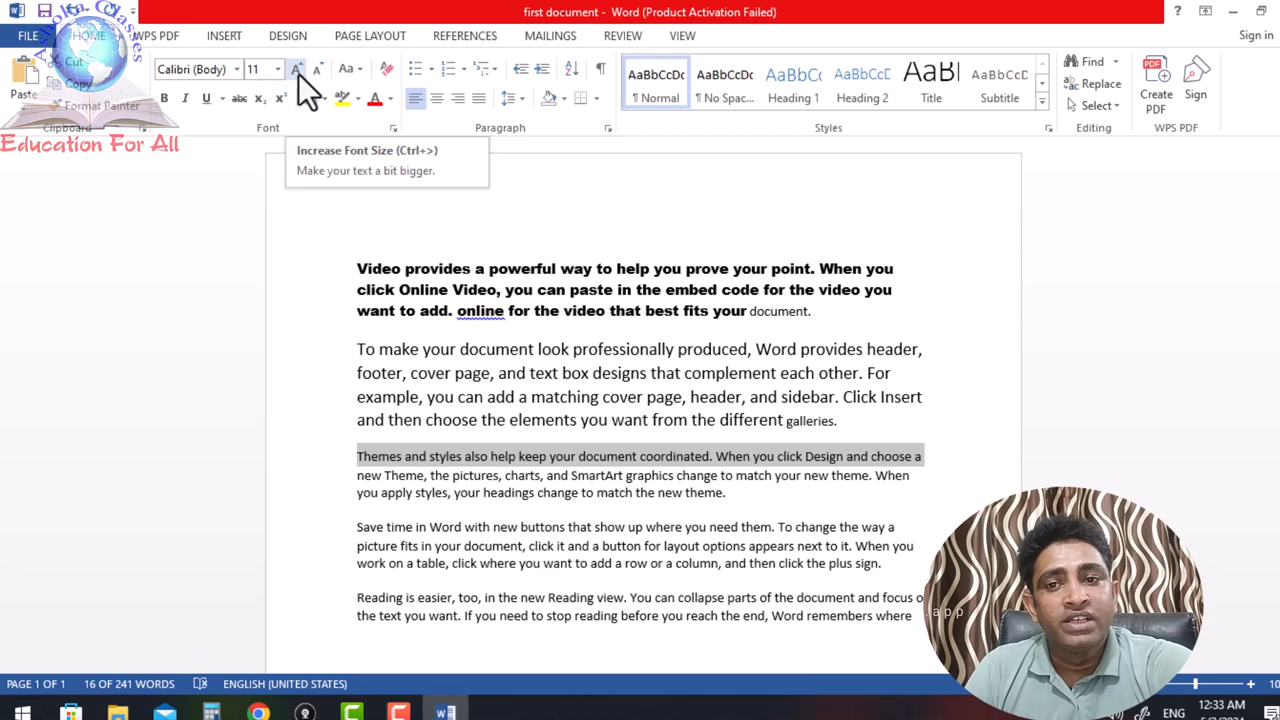 first document - Word (Product Activation Failed)
FILE HOME WPS PDF INSERT DESIGN PAGE LAYOUT REFERENCES MAILINGS REVIEW VIEW Sign in
Ashoka Classes
Education For All
Cut
Copy
Format Painter
Paste
Clipboard
Calibri (Body) 11
Font
Increase Font Size (Ctrl+>)
Make your text a bit bigger.
Paragraph
AaBbCcDc AaBbCcDc AaBbCc AaBbCcD AaBl AaBbCcD
¶ Normal ¶ No Spac... Heading 1 Heading 2 Title Subtitle
Styles
Find
Replace
Select
Editing
Create PDF Sign
WPS PDF
Video provides a powerful way to help you prove your point. When you
click Online Video, you can paste in the embed code for the video you
want to add. online for the video that best fits your document.
To make your document look professionally produced, Word provides header,
footer, cover page, and text box designs that complement each other. For
example, you can add a matching cover page, header, and sidebar. Click Insert
and then choose the elements you want from the different galleries.
Themes and styles also help keep your document coordinated. When you click Design and choose a
new Theme, the pictures, charts, and SmartArt graphics change to match your new theme. When
you apply styles, your headings change to match the new theme.
Save time in Word with new buttons that show up where you need them. To change the way a
picture fits in your document, click it and a button for layout options appears next to it. When you
work on a table, click where you want to add a row or a column, and then click the plus sign.
Reading is easier, too, in the new Reading view. You can collapse parts of the document and focus o
the text you want. If you need to stop reading before you reach the end, Word remembers where
.app
PAGE 1 OF 1 16 OF 241 WORDS ENGLISH (UNITED STATES) 10
ENG 12:33 AM